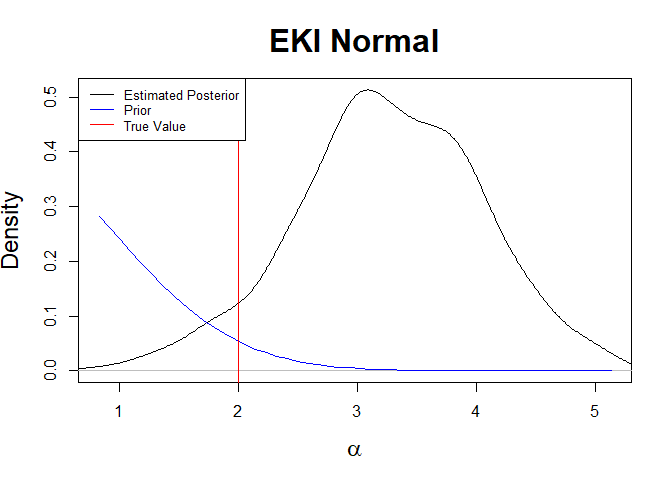 EKI Normal
Estimated Posterior
Prior
True Value
Density
0.5
0.4
0.3
0.2
0.1
0.0
1 2 3 4 5
α